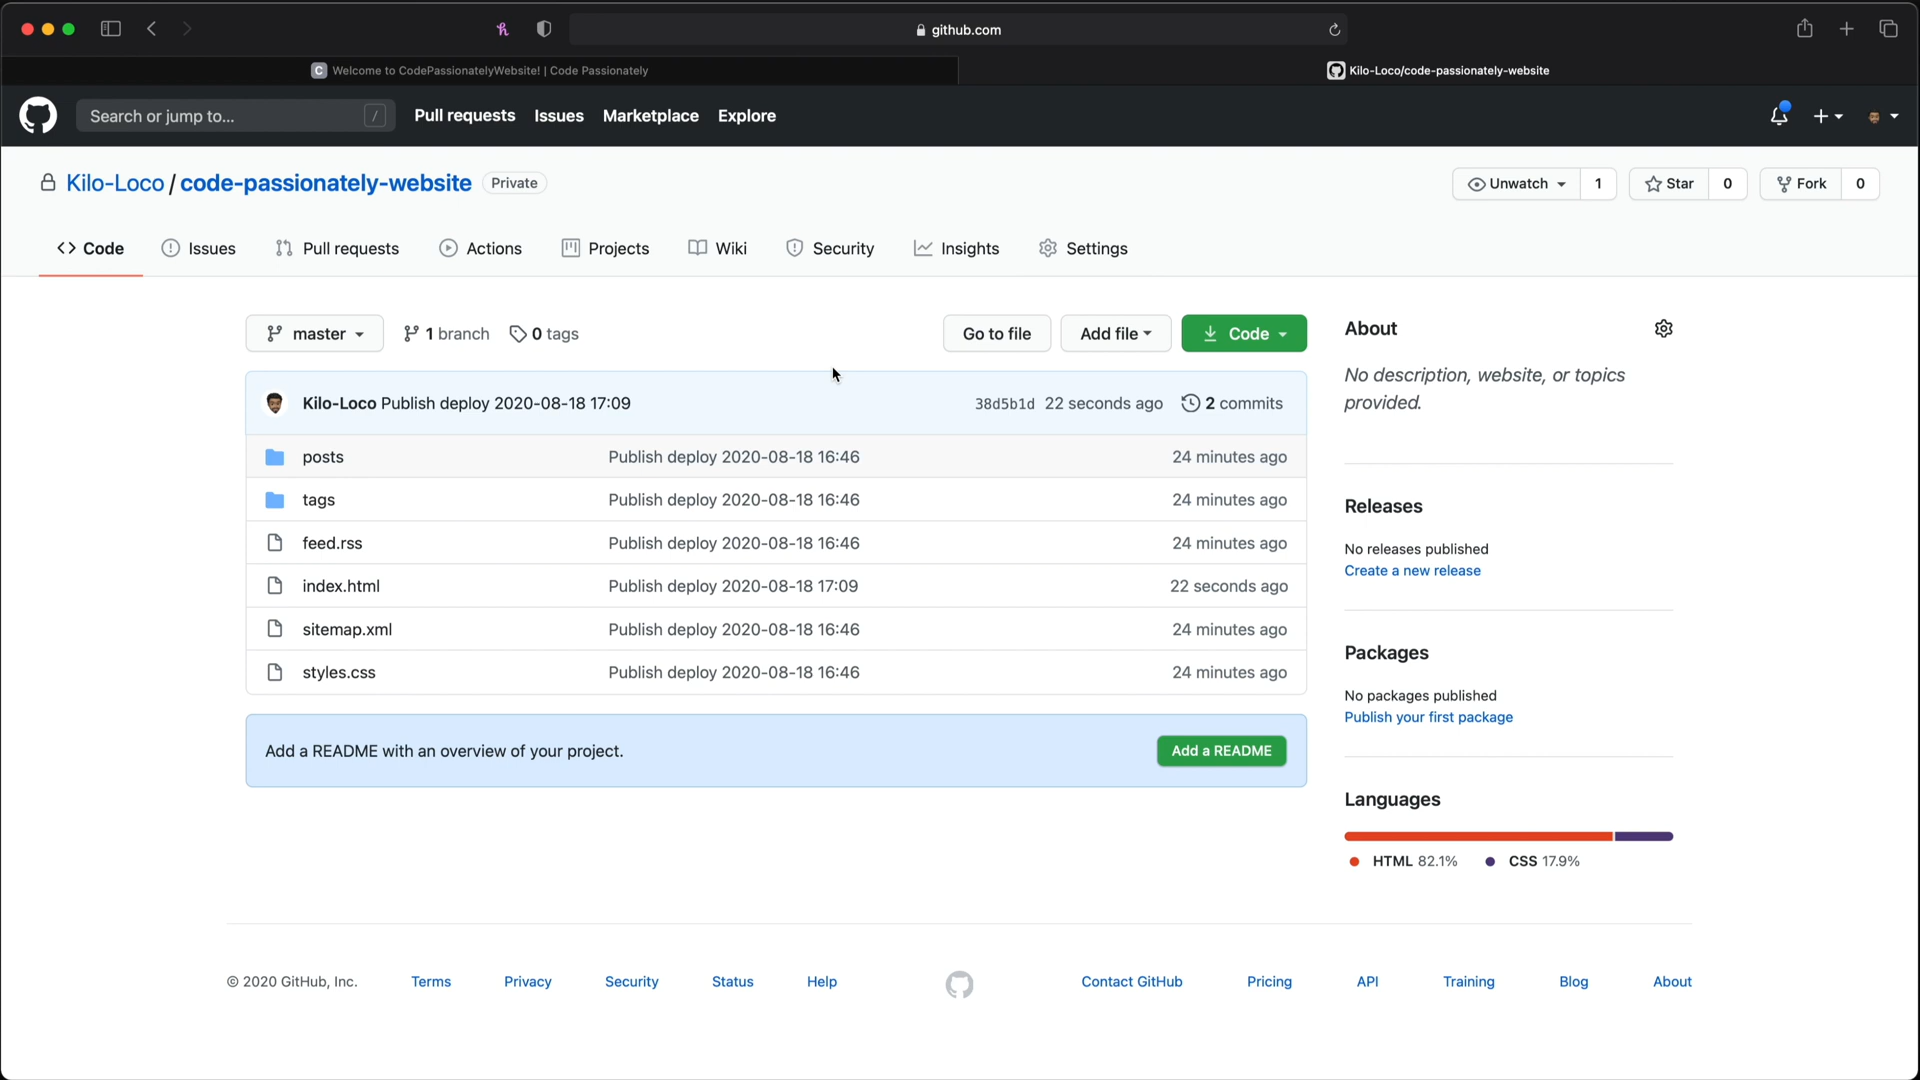 github.com
C Welcome to CodePassionatelyWebsite! | Code Passionately
Kilo-Loco/code-passionately-website
Search or jump to... /
Pull requests Issues Marketplace Explore
Kilo-Loco / code-passionately-website Private
Unwatch 1 Star 0 Fork 0
Code Issues Pull requests Actions Projects Wiki Security Insights Settings
master 1 branch 0 tags Go to file Add file Code
Kilo-Loco Publish deploy 2020-08-18 17:09 38d5b1d 22 seconds ago 2 commits
posts Publish deploy 2020-08-18 16:46 24 minutes ago
tags Publish deploy 2020-08-18 16:46 24 minutes ago
feed.rss Publish deploy 2020-08-18 16:46 24 minutes ago
index.html Publish deploy 2020-08-18 17:09 22 seconds ago
sitemap.xml Publish deploy 2020-08-18 16:46 24 minutes ago
styles.css Publish deploy 2020-08-18 16:46 24 minutes ago
Add a README with an overview of your project. Add a README
About
No description, website, or topics
provided.
Releases
No releases published
Create a new release
Packages
No packages published
Publish your first package
Languages
HTML 82.1% CSS 17.9%
© 2020 GitHub, Inc. Terms Privacy Security Status Help Contact GitHub Pricing API Training Blog About